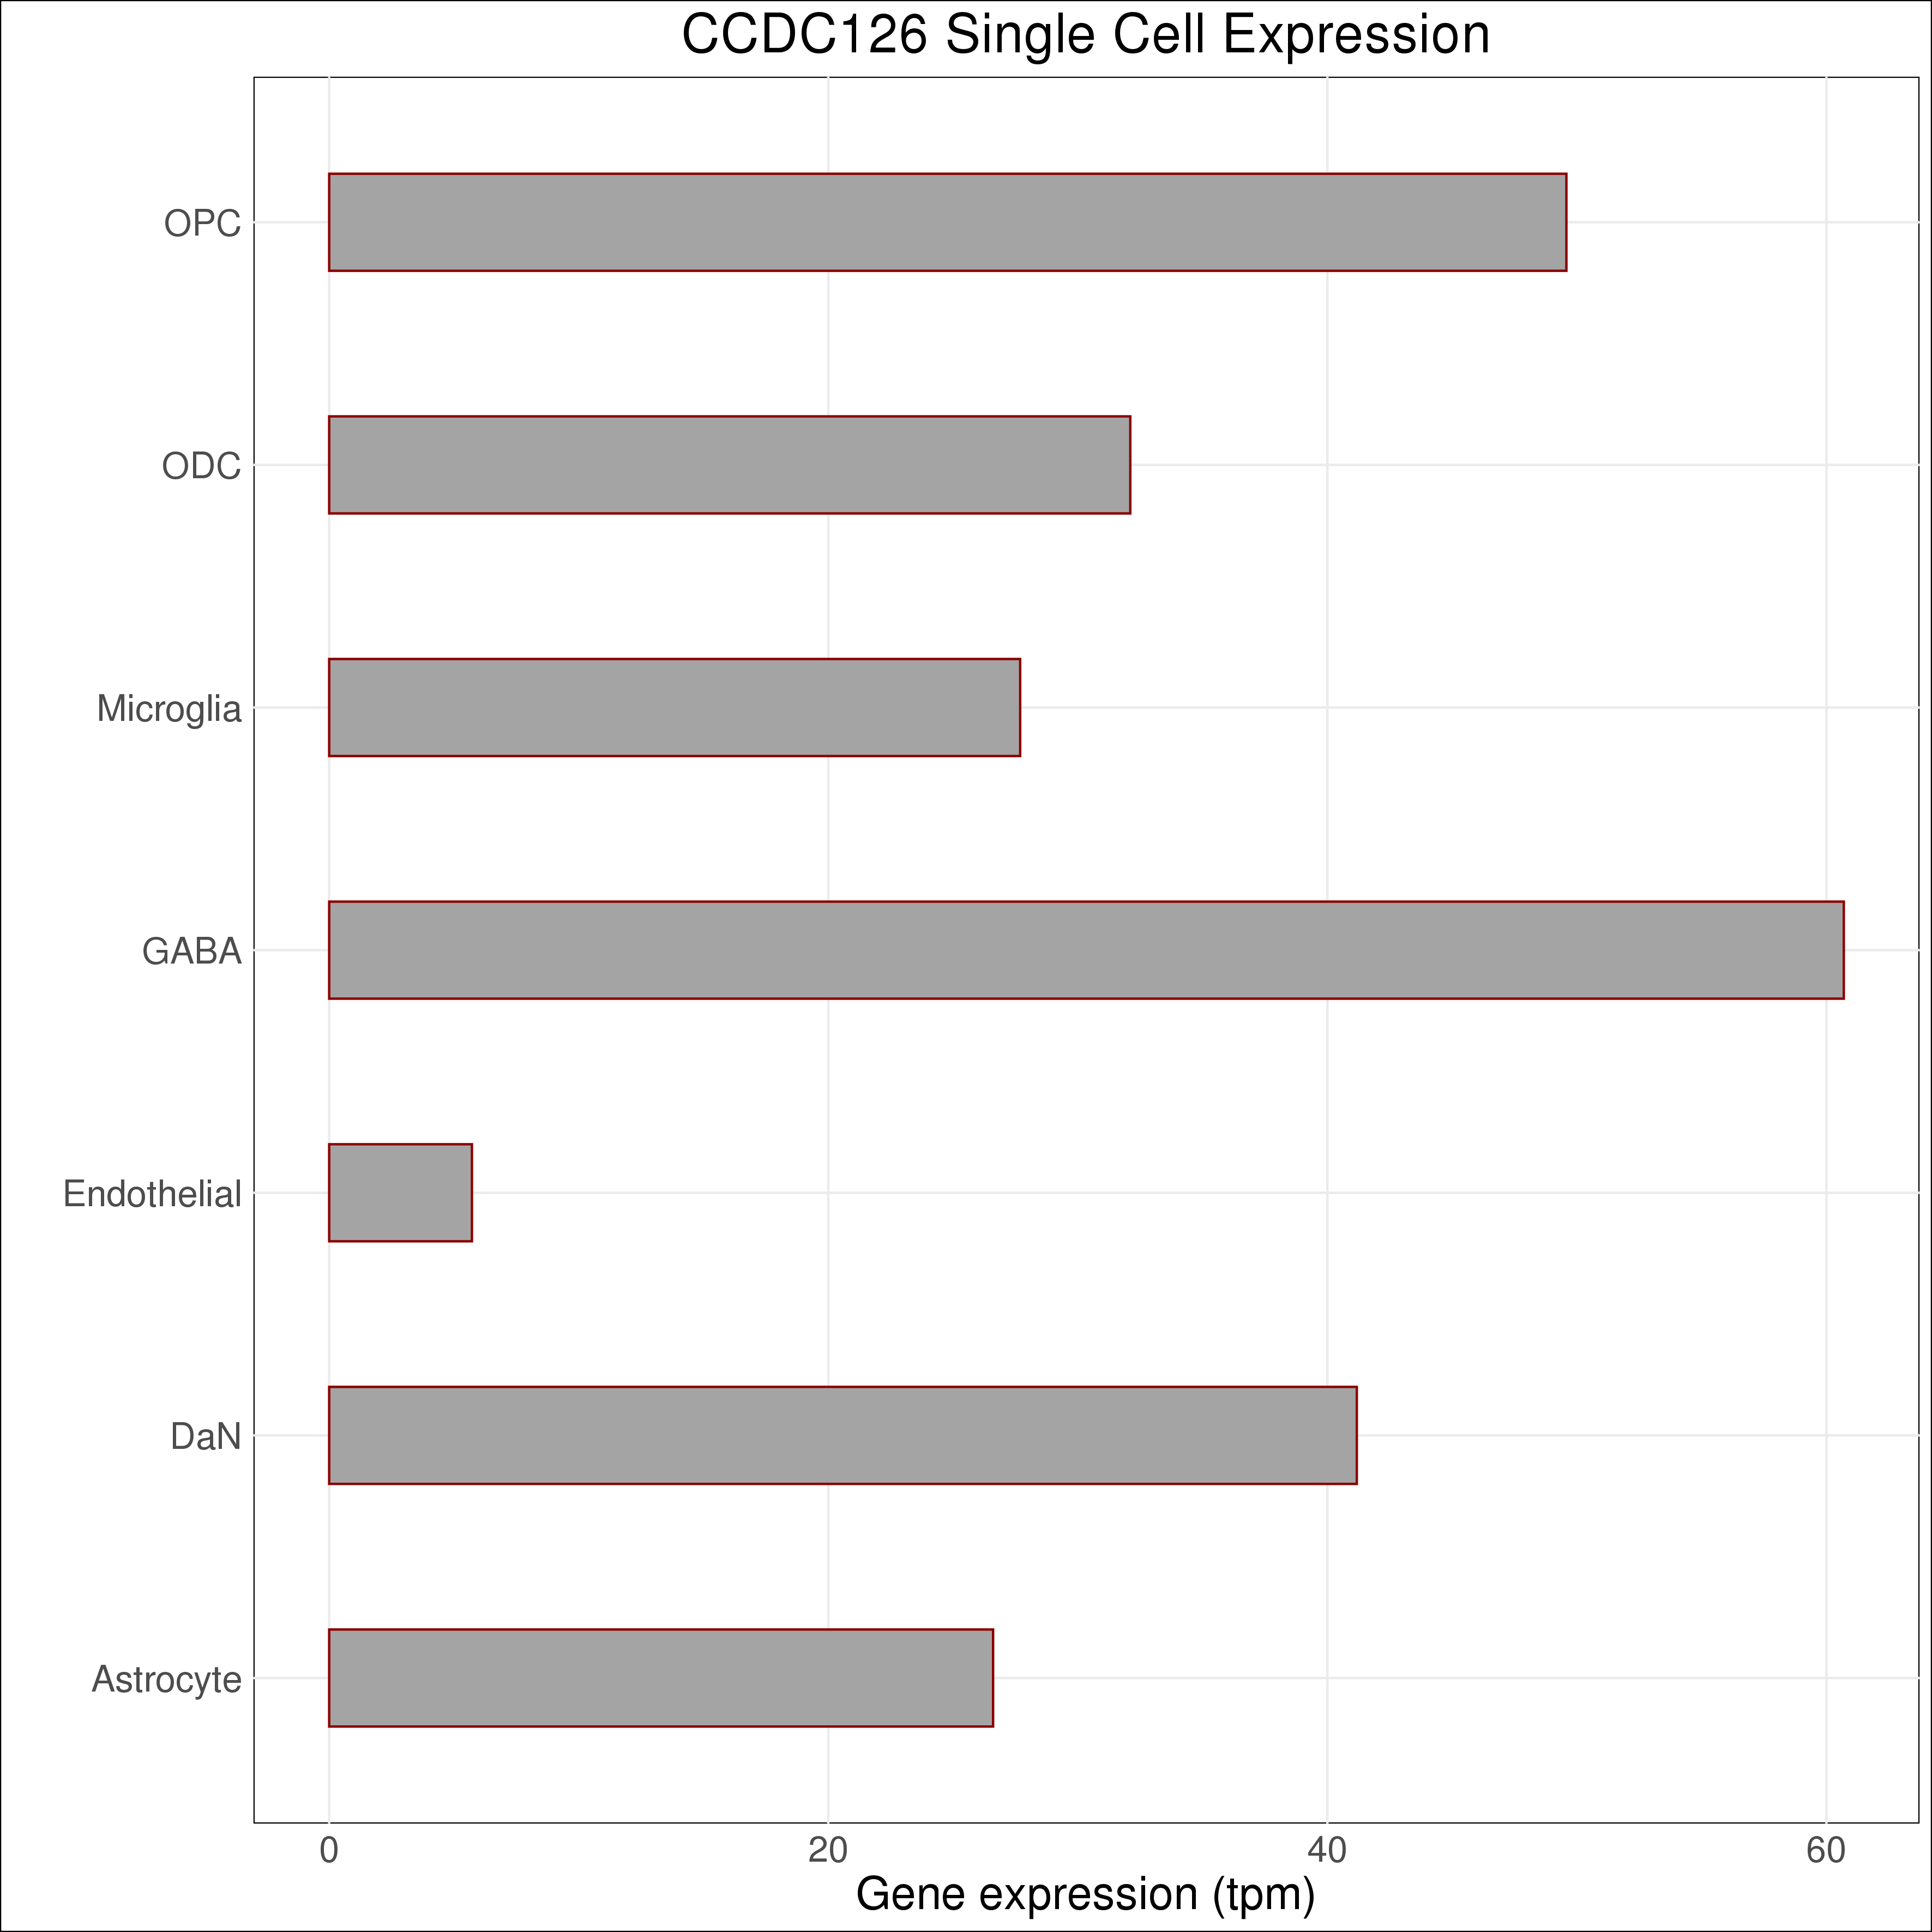 CCDC126 Single Cell Expression
OPC
ODC
Microglia
GABA
Endothelial
DaN
Astrocyte
0 20 40 60
Gene expression (tpm)